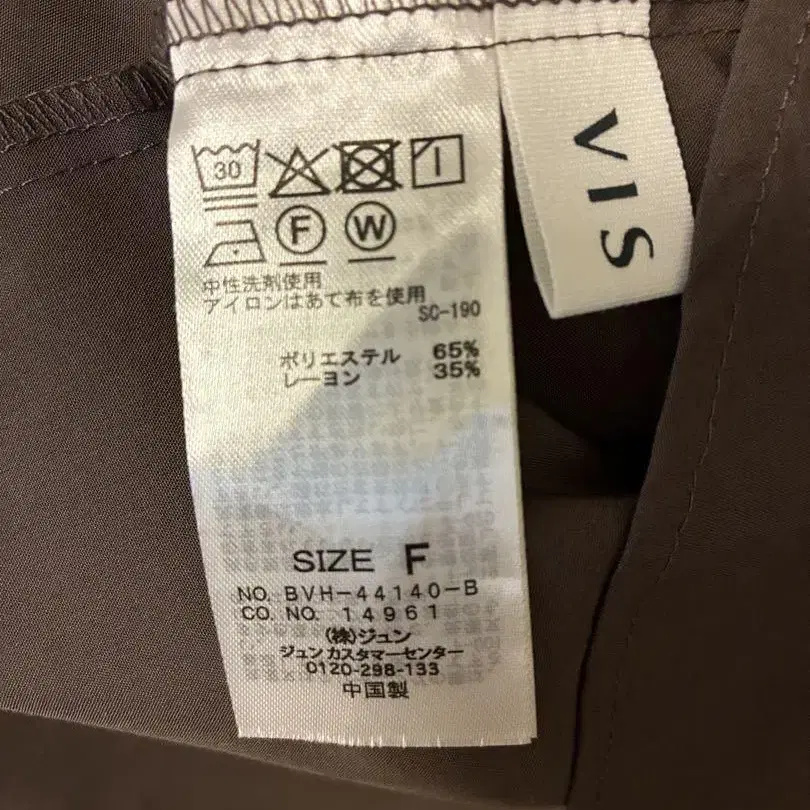 30
F W
中性洗剤使用
アイロンはあて布を使用
SC-190
ポリエステル 65%
レーヨン 35%
SIZE F
NO. BVH-44140-B
CO. NO. 14961
(株)ジュン
ジュン カスタマーセンター
0120-298-133
中国製
VIS